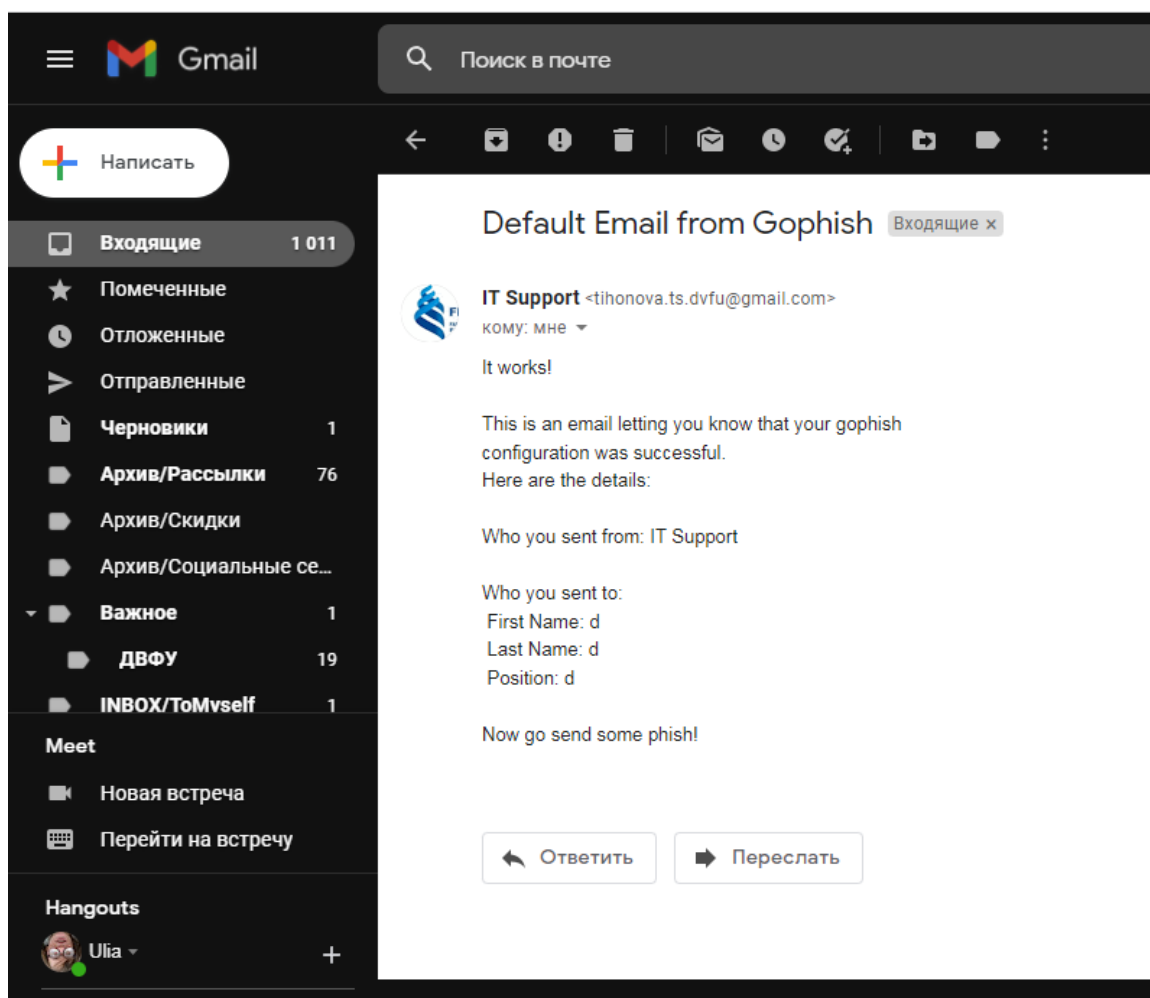 Gmail
Поиск в почте
Написать
Входящие 1 011
Помеченные
Отложенные
Отправленные
Черновики 1
Архив/Рассылки 76
Архив/Скидки
Архив/Социальные се...
Важное 1
ДВФУ 19
INBOX/ToMyself 1
Meet
Новая встреча
Перейти на встречу
Hangouts
Ulia
Default Email from Gophish Входящие x
IT Support <tihonova.ts.dvfu@gmail.com>
кому: мне
It works!
This is an email letting you know that your gophish
configuration was successful.
Here are the details:
Who you sent from: IT Support
Who you sent to:
First Name: d
Last Name: d
Position: d
Now go send some phish!
Ответить
Переслать